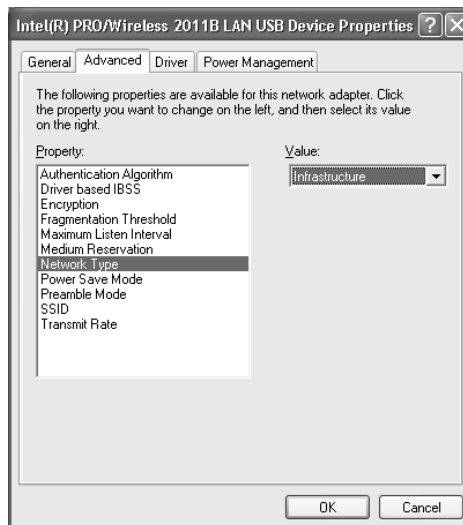 Intel(R) PRO/Wireless 2011B LAN USB Device Properties
General Advanced Driver Power Management
The following properties are available for this network adapter. Click
the property you want to change on the left, and then select its value
on the right.
Property:
Value:
Authentication Algorithm
Driver based IBSS
Encryption
Fragmentation Threshold
Maximum Listen Interval
Medium Reservation
Network Type
Power Save Mode
Preamble Mode
SSID
Transmit Rate
Infrastructure
OK Cancel